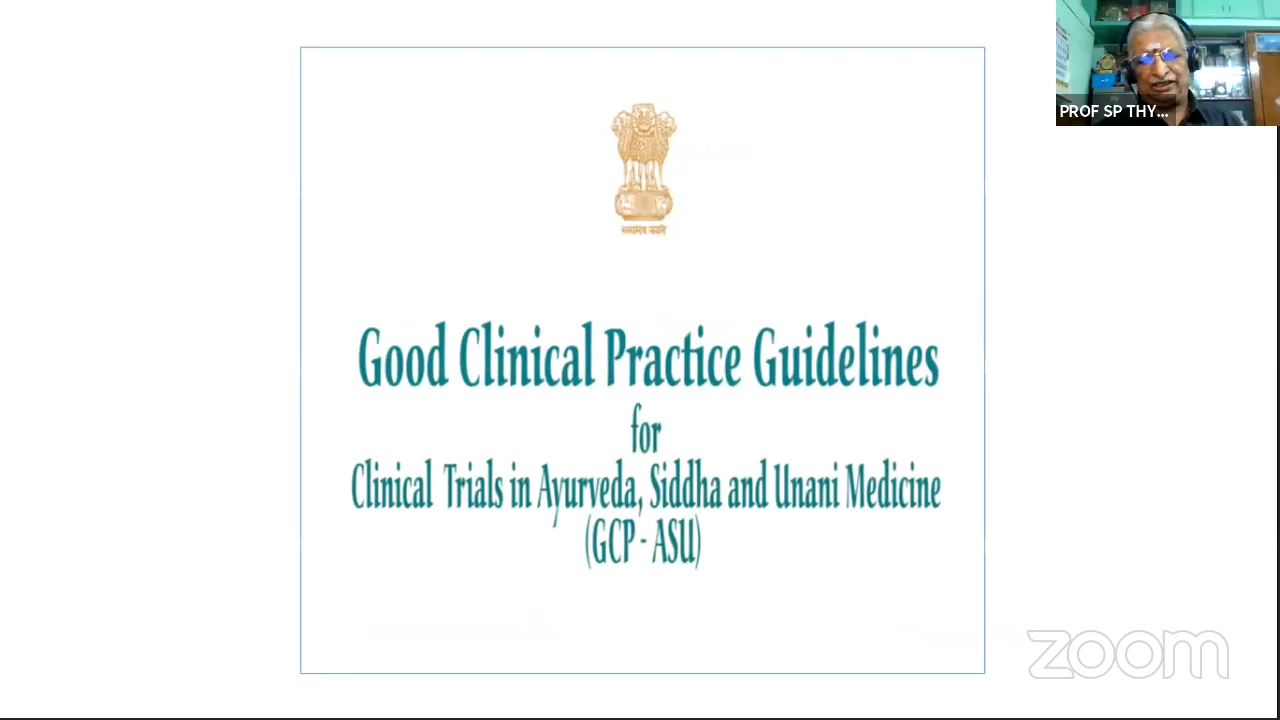 PROF SP THY...
सत्यमेव जयते
Good Clinical Practice Guidelines
for
Clinical Trials in Ayurveda, Siddha and Unani Medicine
(GCP - ASU)
zoom